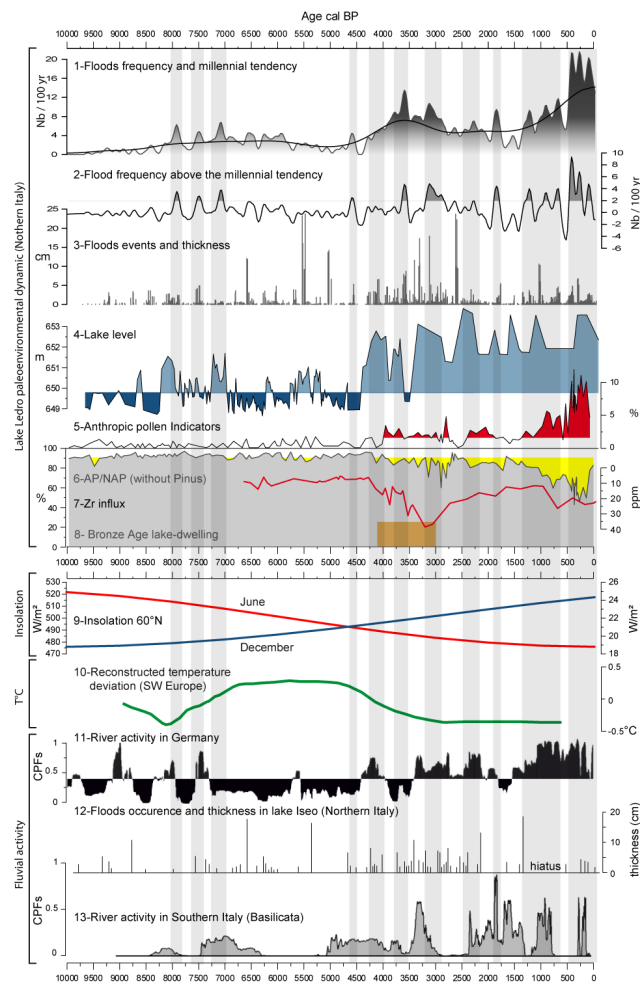 Age cal BP
10000 9500 9000 8500 8000 7500 7000 6500 6000 5500 5000 4500 4000 3500 3000 2500 2000 1500 1000 500 0
Lake Ledro paleoenvironmental dynamic (Nothern Italy)
1-Floods frequency and millennial tendency
Nb / 100 yr
20
16
12
8
4
0
2-Flood frequency above the millennial tendency
10
8
6
4
2
0
-2
-4
-6
Nb / 100 yr
3-Floods events and thickness
25
20
15
cm
10
5
0
4-Lake level
653
652
m
651
650
649
5-Anthropic pollen Indicators
10
5
%
0
100
80
60
%
40
20
0
6-AP/NAP (without Pinus)
7-Zr influx
8- Bronze Age lake-dwelling
0
10
20
30
40
ppm
10000 9500 9000 8500 8000 7500 7000 6500 6000 5500 5000 4500 4000 3500 3000 2500 2000 1500 1000 500 0
Insolation
W/m²
530
520
510
500
490
480
470
June
9-Insolation 60°N
December
26
24
22
20
18
W/m²
T°C
10-Reconstructed temperature
deviation (SW Europe)
0.5
0
-0.5
°C
Fluvial activity
11-River activity in Germany
CPFs
1
0.5
0
12-Floods occurence and thickness in lake Iseo (Northern Italy)
20
10
0
thickness (cm)
hiatus
CPFs
1
0.5
0
13-River activity in Southern Italy (Basilicata)
10000 9500 9000 8500 8000 7500 7000 6500 6000 5500 5000 4500 4000 3500 3000 2500 2000 1500 1000 500 0